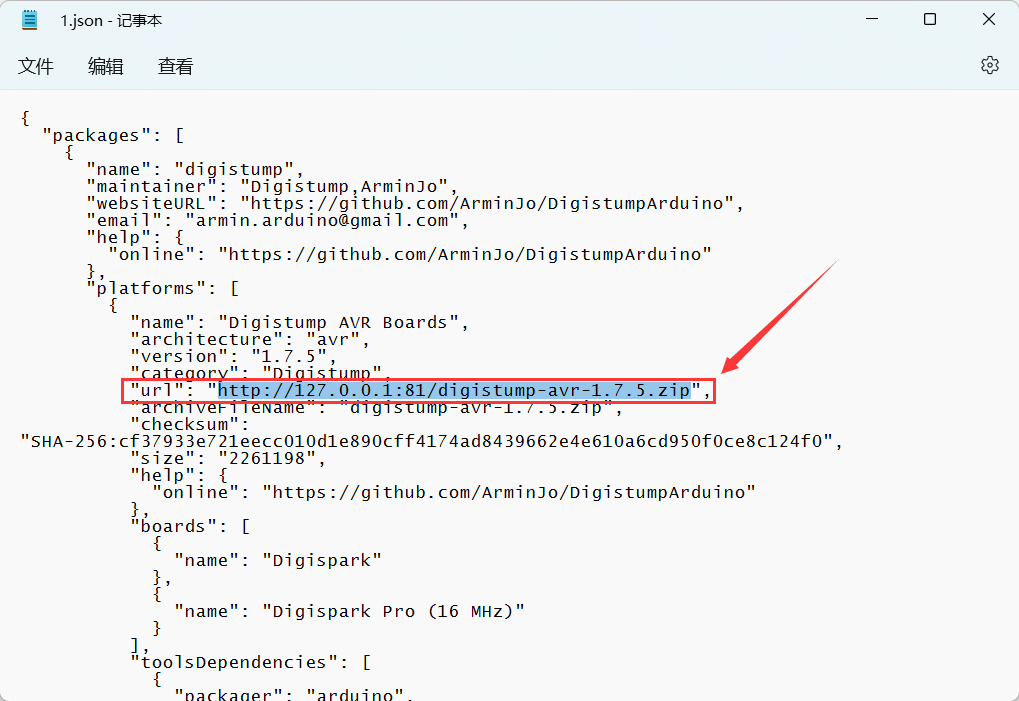 1.json - 记事本
文件 编辑 查看
{
"packages": [
{
"name": "digistump",
"maintainer": "Digistump,ArminJo",
"websiteURL": "https://github.com/ArminJo/DigistumpArduino",
"email": "armin.arduino@gmail.com",
"help": {
"online": "https://github.com/ArminJo/DigistumpArduino"
},
"platforms": [
{
"name": "Digistump AVR Boards",
"architecture": "avr",
"version": "1.7.5",
"category": "Digistump",
"url": "http://127.0.0.1:81/digistump-avr-1.7.5.zip",
"archiveFileName": "digistump-avr-1.7.5.zip",
"checksum":
"SHA-256:cf37933e721eecc010d1e890cff4174ad8439662e4e610a6cd950f0ce8c124f0",
"size": "2261198",
"help": {
"online": "https://github.com/ArminJo/DigistumpArduino"
},
"boards": [
{
"name": "Digispark"
},
{
"name": "Digispark Pro (16 MHz)"
}
],
"toolsDependencies": [
{
"packager": "arduino",